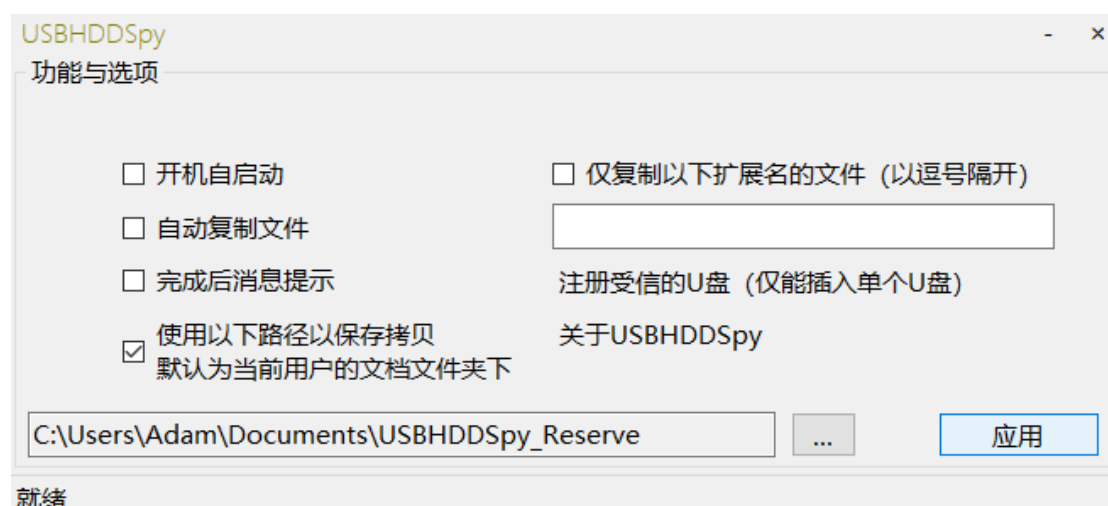 USBHDDSpy
- ×
功能与选项
开机自启动
仅复制以下扩展名的文件 (以逗号隔开)
自动复制文件
完成后消息提示
注册受信的U盘 (仅能插入单个U盘)
使用以下路径以保存拷贝
默认为当前用户的文档文件夹下
关于USBHDDSpy
C:\Users\Adam\Documents\USBHDDSpy_Reserve
...
应用
就绪